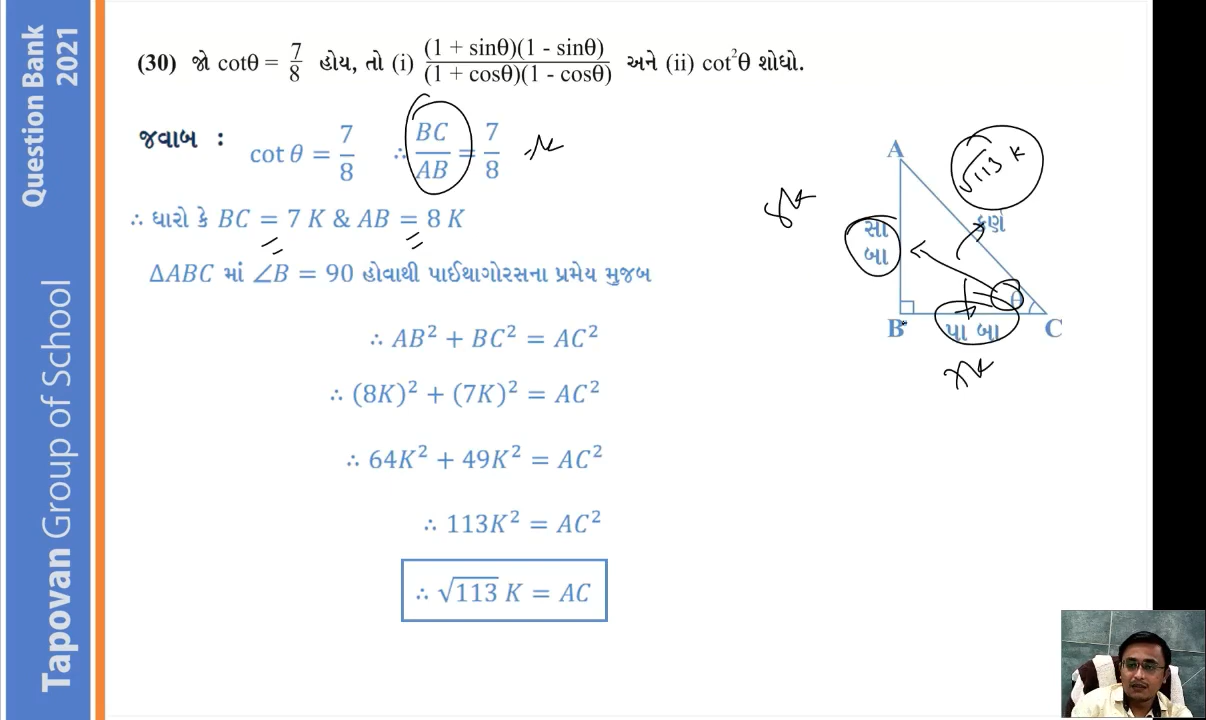 Question Bank
2021
Tapovan Group of School
(30) જો cotθ = 7/8 હોય, તો (i) (1 + sinθ)(1 - sinθ)/(1 + cosθ)(1 - cosθ) અને (ii) cot²θ શોધો.
જવાબ :
cot θ = 7/8 ∴ BC/AB = 7/8
∴ ધારો કે BC = 7 K & AB = 8 K
ΔABC માં ∠B = 90 હોવાથી પાઈથાગોરસના પ્રમેય મુજબ
∴ AB² + BC² = AC²
∴ (8K)² + (7K)² = AC²
∴ 64K² + 49K² = AC²
∴ 113K² = AC²
∴ √113 K = AC
A
√113 K
8K
સા
બા
કર્ણ
θ
B
પા બા
C
7K